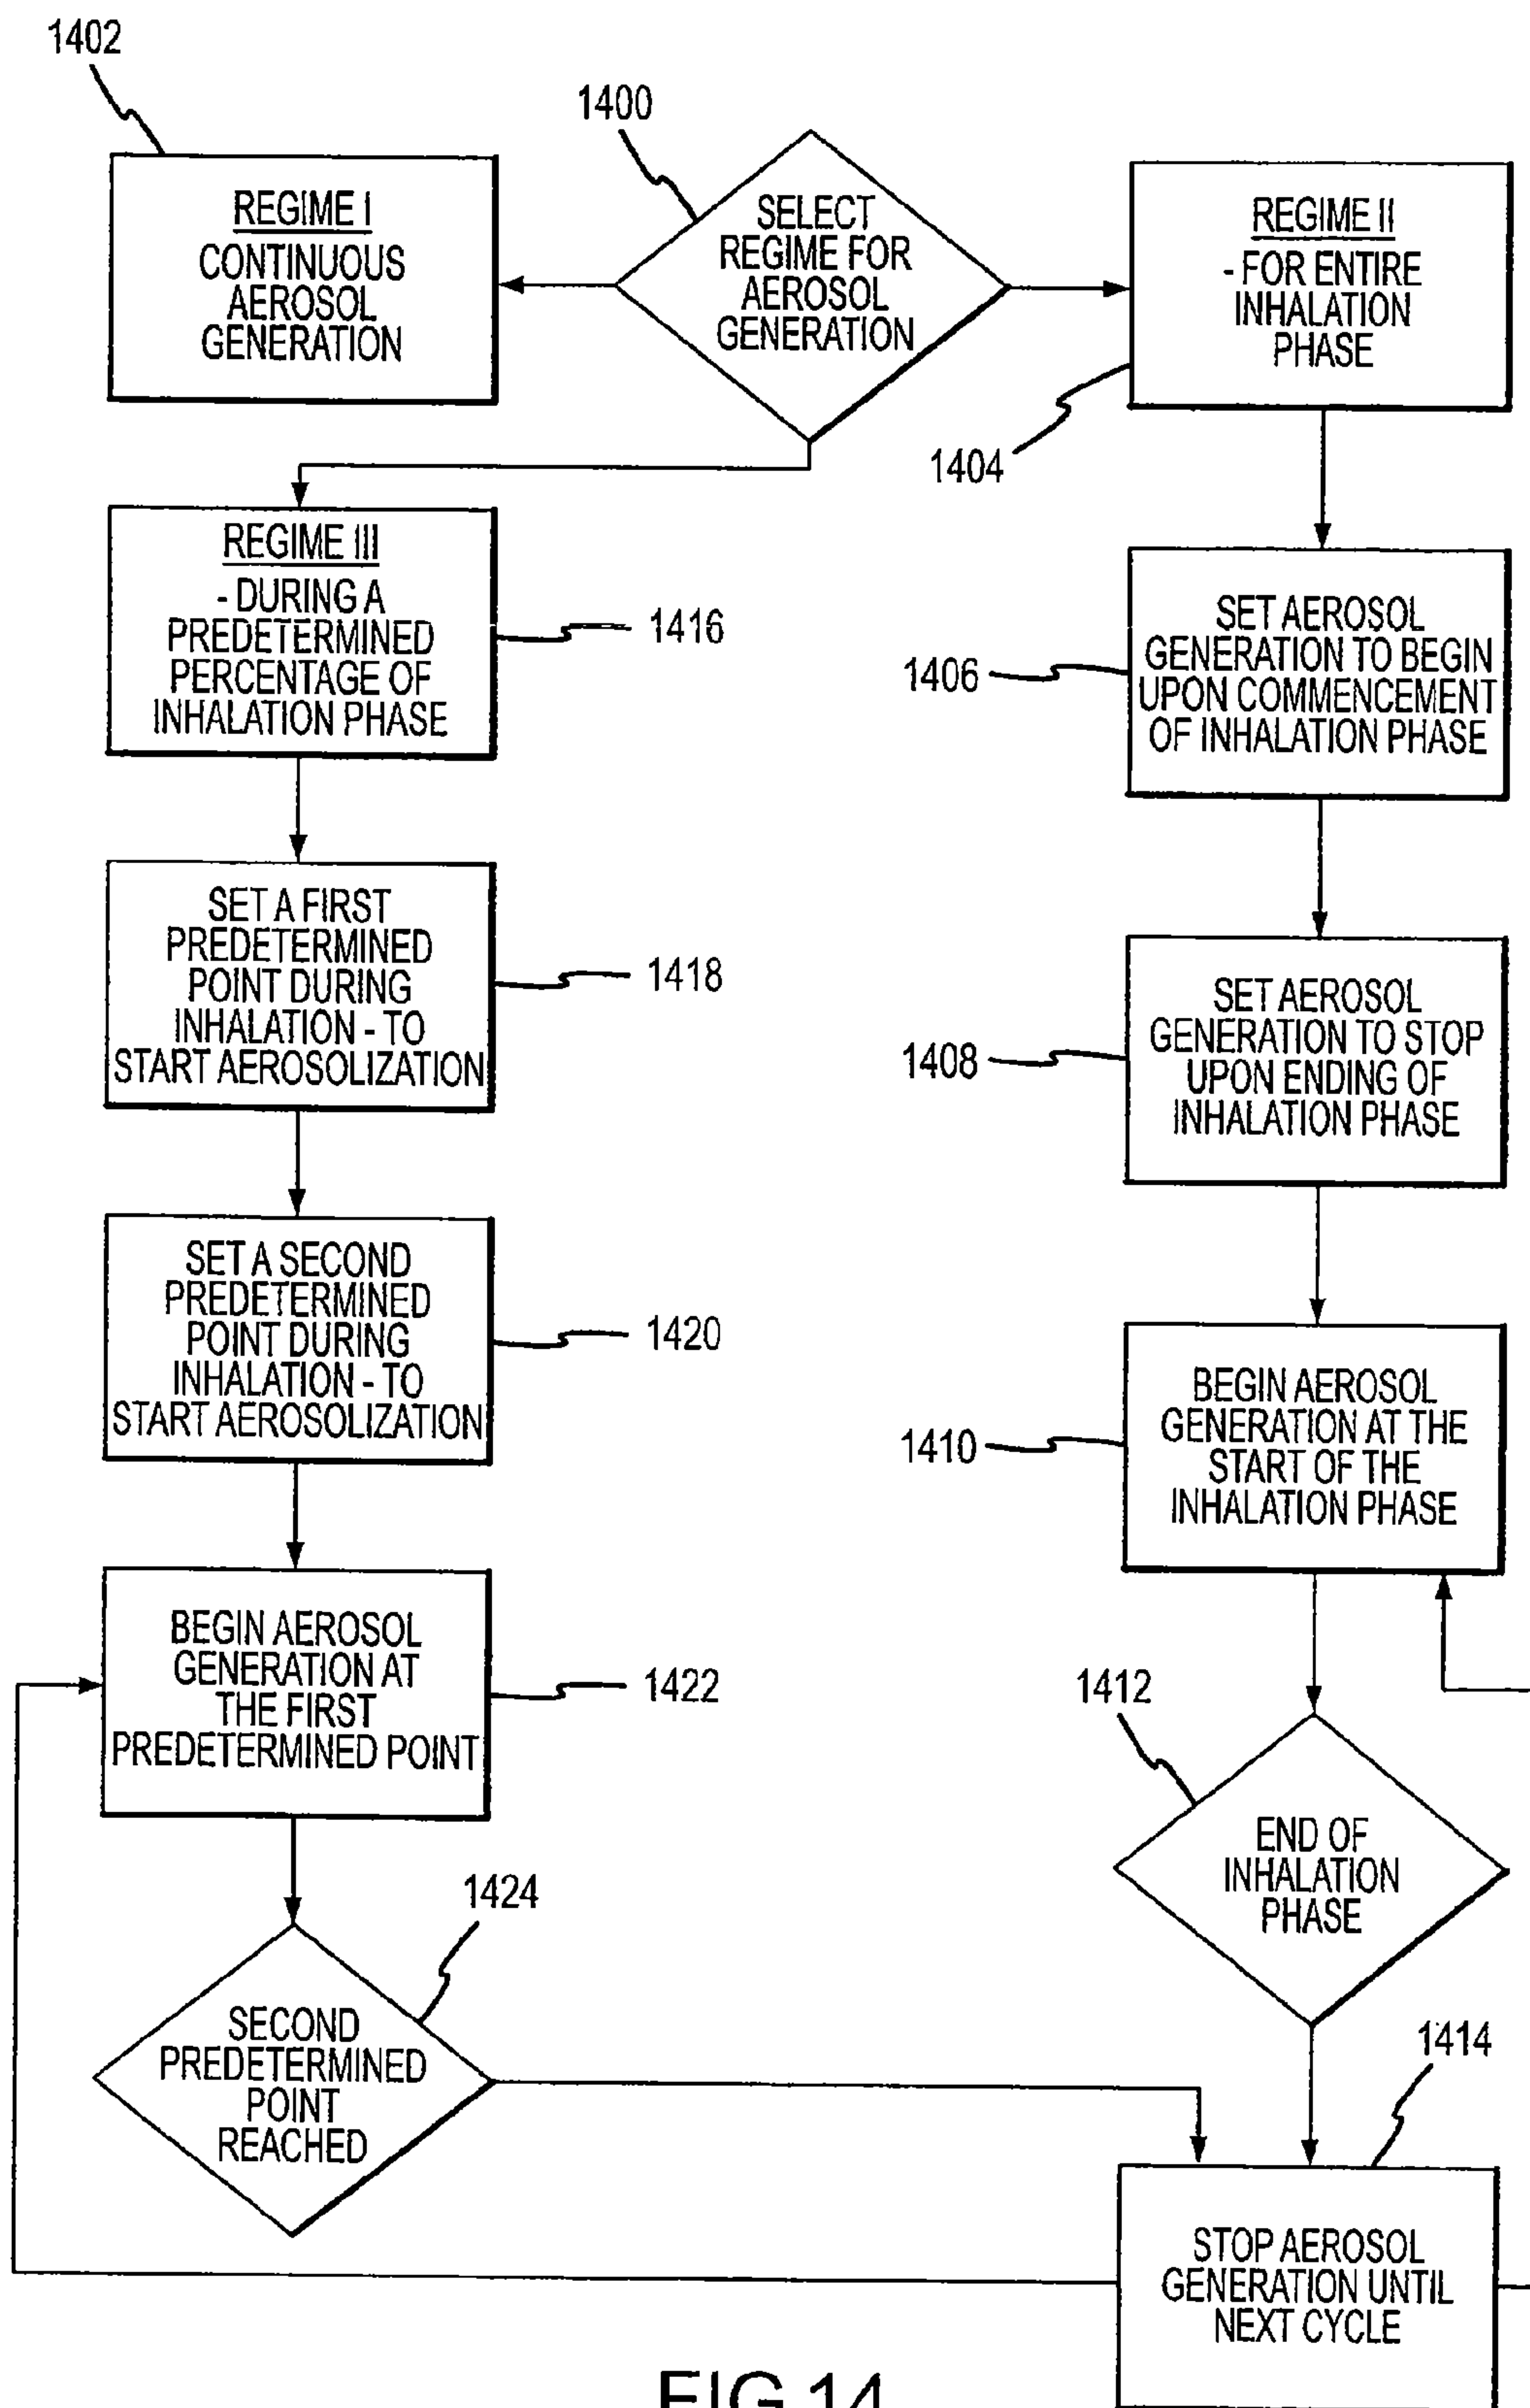 1402
1400
REGIME I
CONTINUOUS
AEROSOL
GENERATION
SELECT
REGIME FOR
AEROSOL
GENERATION
REGIME II
- FOR ENTIRE
INHALATION
PHASE
1404
REGIME III
- DURING A
PREDETERMINED
PERCENTAGE OF
INHALATION PHASE
1416
1406
SET AEROSOL
GENERATION TO BEGIN
UPON COMMENCEMENT
OF INHALATION PHASE
SET A FIRST
PREDETERMINED
POINT DURING
INHALATION - TO
START AEROSOLIZATION
1418
1408
SET AEROSOL
GENERATION TO STOP
UPON ENDING OF
INHALATION PHASE
SET A SECOND
PREDETERMINED
POINT DURING
INHALATION - TO
START AEROSOLIZATION
1420
1410
BEGIN AEROSOL
GENERATION AT THE
START OF THE
INHALATION PHASE
BEGIN AEROSOL
GENERATION AT
THE FIRST
PREDETERMINED POINT
1422
1412
END OF
INHALATION
PHASE
1424
SECOND
PREDETERMINED
POINT
REACHED
1414
STOP AEROSOL
GENERATION UNTIL
NEXT CYCLE
FIG.14